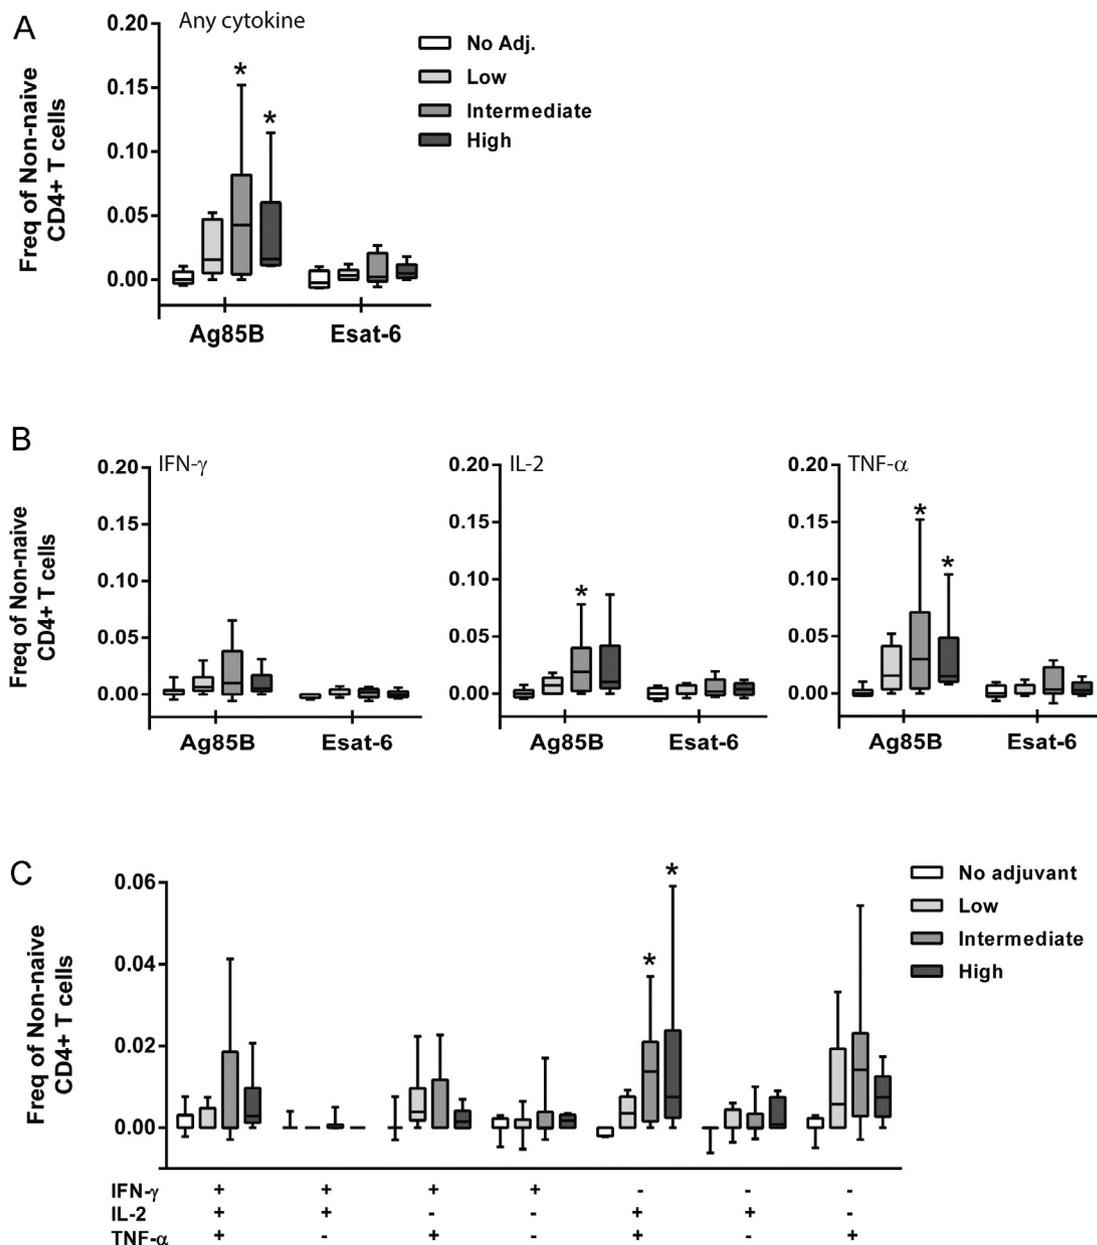 A
Any cytokine
Freq of Non-naive
CD4+ T cells
0.20
0.15
0.10
0.05
0.00
*
*
No Adj.
Low
Intermediate
High
Ag85B Esat-6
B
IFN-γ
Freq of Non-naive
CD4+ T cells
0.20
0.15
0.10
0.05
0.00
Ag85B Esat-6
IL-2
0.20
0.15
0.10
0.05
0.00
*
Ag85B Esat-6
TNF-α
0.20
0.15
0.10
0.05
0.00
*
*
Ag85B Esat-6
C
Freq of Non-naive
CD4+ T cells
0.06
0.04
0.02
0.00
*
*
No adjuvant
Low
Intermediate
High
IFN-γ + + + + - - -
IL-2 + + - - + + -
TNF-α + - + - + - +